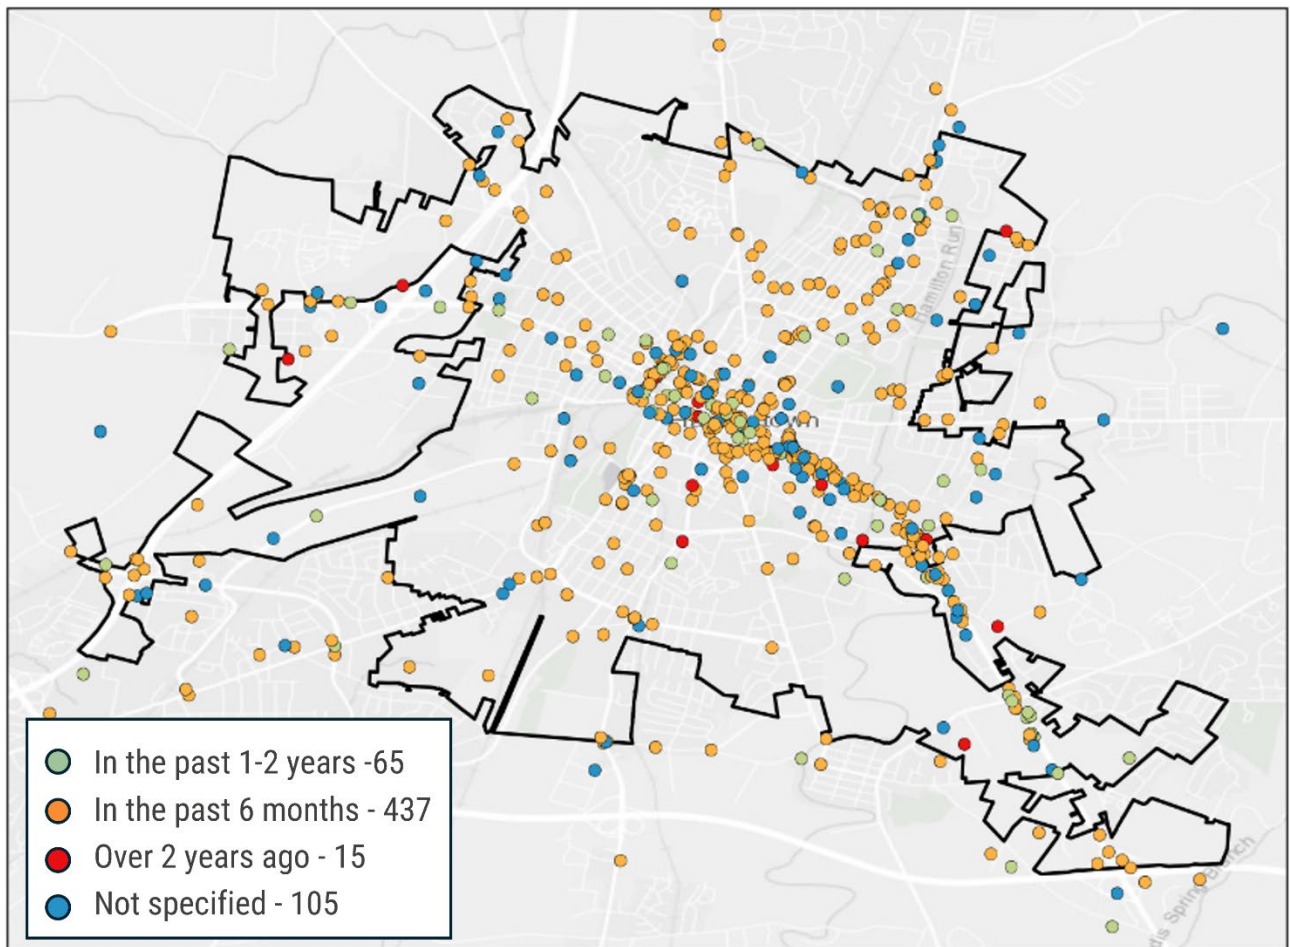 Hamilton Run
In the past 1-2 years -65
In the past 6 months - 437
Over 2 years ago - 15
Not specified - 105